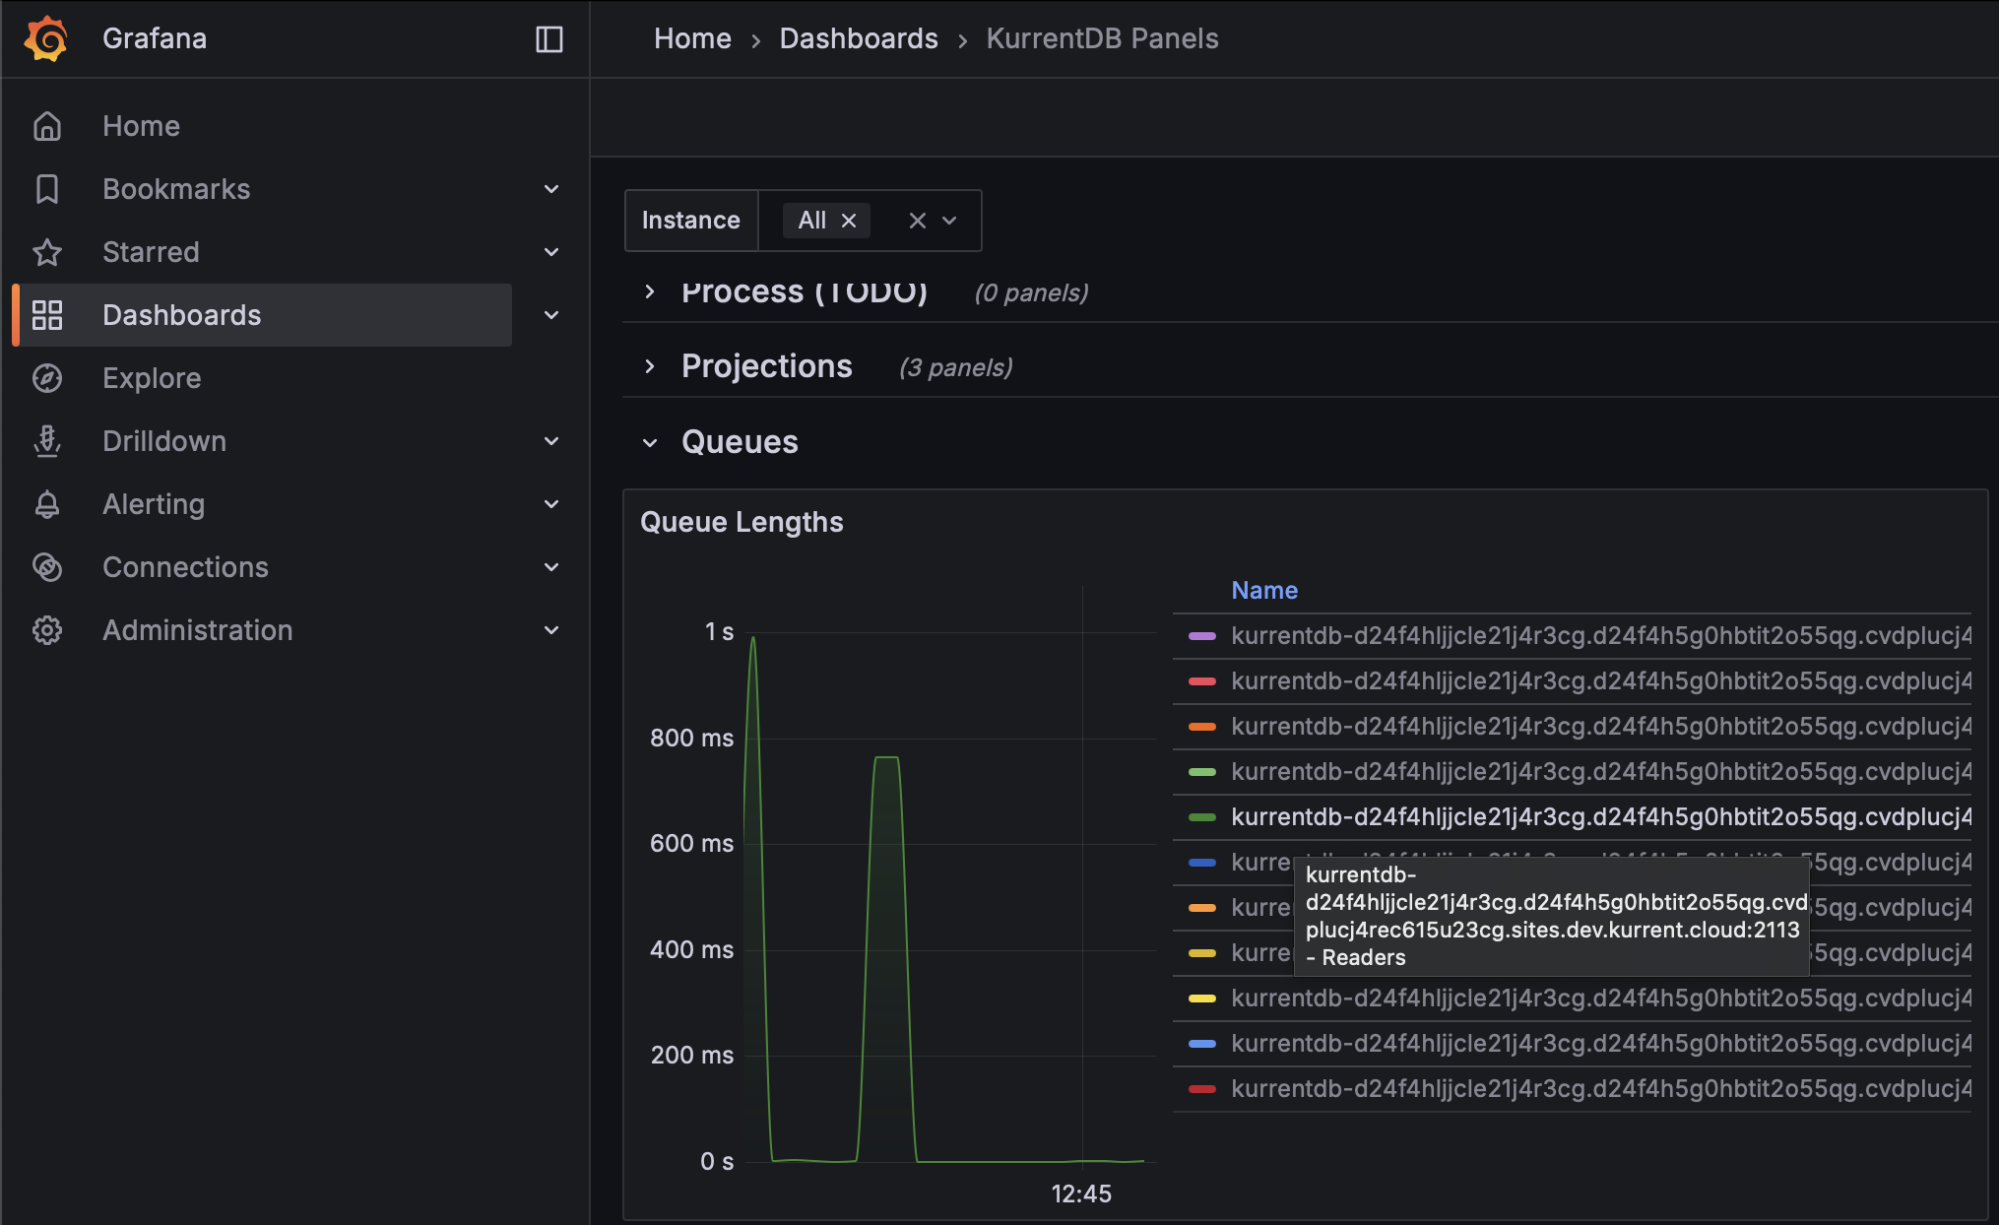 Grafana
Home › Dashboards › KurrentDB Panels
Home
Bookmarks
Starred
Dashboards
Explore
Drilldown
Alerting
Connections
Administration
Instance All
Process (TODO) (0 panels)
Projections (3 panels)
Queues
Queue Lengths
1 s
800 ms
600 ms
400 ms
200 ms
0 s
12:45
Name
kurrentdb-d24f4hljjcle21j4r3cg.d24f4h5g0hbtit2o55qg.cvdplucj4
kurrentdb-d24f4hljjcle21j4r3cg.d24f4h5g0hbtit2o55qg.cvdplucj4
kurrentdb-d24f4hljjcle21j4r3cg.d24f4h5g0hbtit2o55qg.cvdplucj4
kurrentdb-d24f4hljjcle21j4r3cg.d24f4h5g0hbtit2o55qg.cvdplucj4
kurrentdb-d24f4hljjcle21j4r3cg.d24f4h5g0hbtit2o55qg.cvdplucj4
kurre 5qg.cvdplucj4
kurre 5qg.cvdplucj4
kurre 5qg.cvdplucj4
kurrentdb-
d24f4hljjcle21j4r3cg.d24f4h5g0hbtit2o55qg.cvd
plucj4rec615u23cg.sites.dev.kurrent.cloud:2113
- Readers
kurrentdb-d24f4hljjcle21j4r3cg.d24f4h5g0hbtit2o55qg.cvdplucj4
kurrentdb-d24f4hljjcle21j4r3cg.d24f4h5g0hbtit2o55qg.cvdplucj4
kurrentdb-d24f4hljjcle21j4r3cg.d24f4h5g0hbtit2o55qg.cvdplucj4